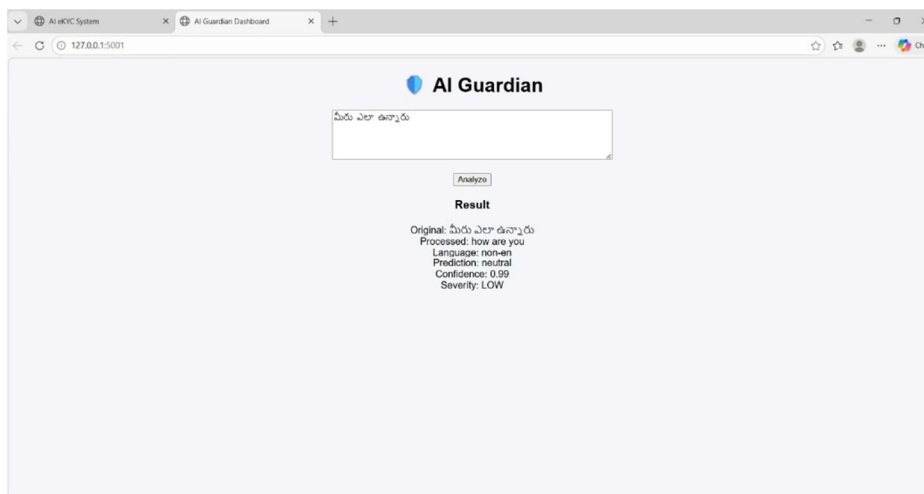 AI eKYC System
AI Guardian Dashboard
127.0.0.1:5001
AI Guardian
మీరు ఎలా ఉన్నారు
Analyze
Result
Original: మీరు ఎలా ఉన్నారు
Processed: how are you
Language: non-en
Prediction: neutral
Confidence: 0.99
Severity: LOW